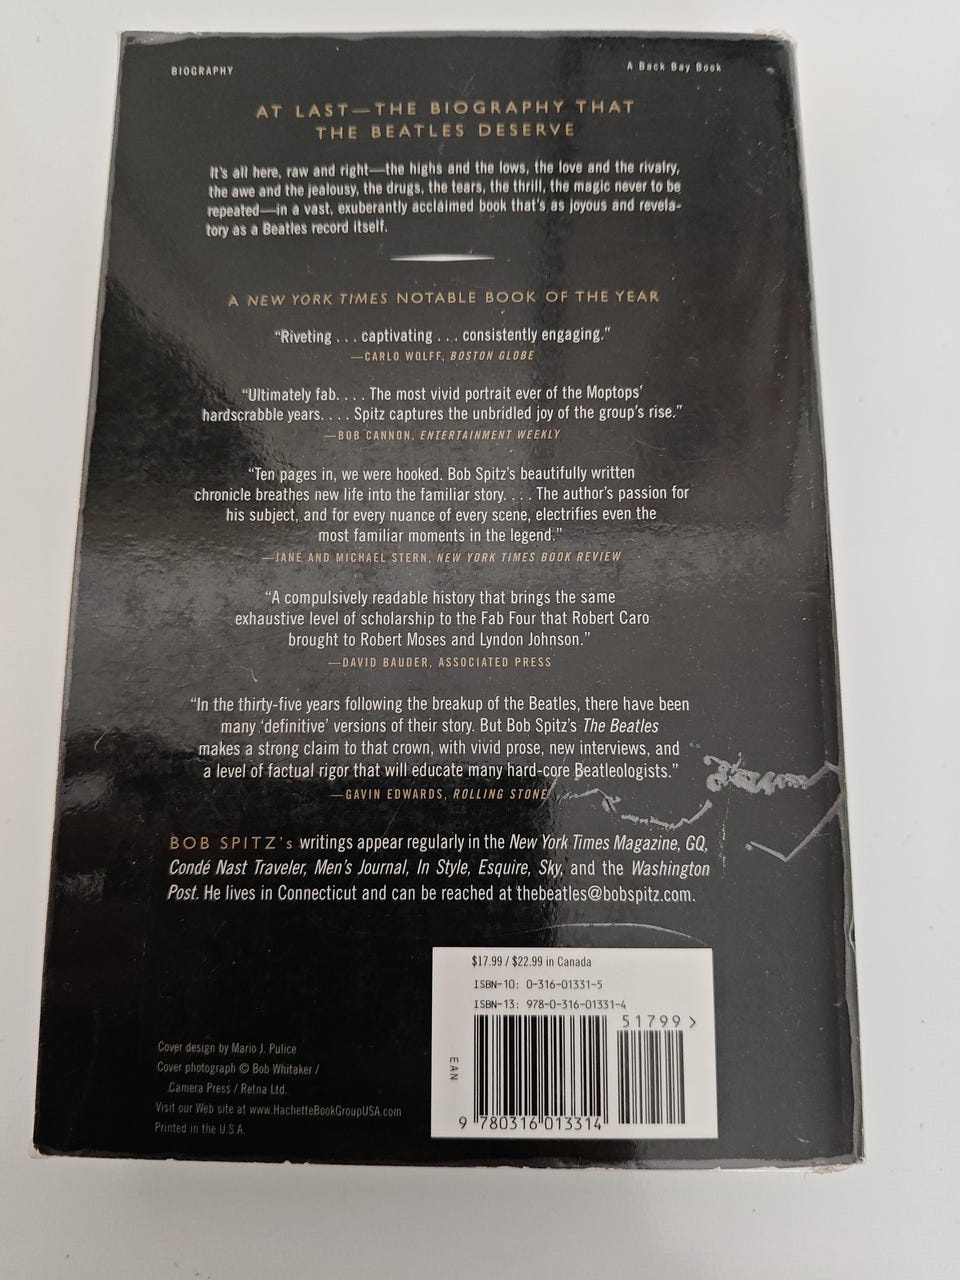 BIOGRAPHY
A Back Bay Book
AT LAST—THE BIOGRAPHY THAT
THE BEATLES DESERVE
It's all here, raw and right—the highs and the lows, the love and the rivalry,
the awe and the jealousy, the drugs, the tears, the thrill, the magic never to be
repeated—in a vast, exuberantly acclaimed book that's as joyous and revela-
tory as a Beatles record itself.
A NEW YORK TIMES NOTABLE BOOK OF THE YEAR
“Riveting . . . captivating . . . consistently engaging.”
—CARLO WOLFF, BOSTON GLOBE
“Ultimately fab. . . . The most vivid portrait ever of the Moptops’
hardscrabble years. . . . Spitz captures the unbridled joy of the group's rise.”
—BOB CANNON, ENTERTAINMENT WEEKLY
“Ten pages in, we were hooked. Bob Spitz's beautifully written
chronicle breathes new life into the familiar story. . . . The author's passion for
his subject, and for every nuance of every scene, electrifies even the
most familiar moments in the legend.”
—JANE AND MICHAEL STERN, NEW YORK TIMES BOOK REVIEW
“A compulsively readable history that brings the same
exhaustive level of scholarship to the Fab Four that Robert Caro
brought to Robert Moses and Lyndon Johnson.”
—DAVID BAUDER, ASSOCIATED PRESS
“In the thirty-five years following the breakup of the Beatles, there have been
many ‘definitive’ versions of their story. But Bob Spitz's The Beatles
makes a strong claim to that crown, with vivid prose, new interviews, and
a level of factual rigor that will educate many hard-core Beatleologists.”
—GAVIN EDWARDS, ROLLING STONE
BOB SPITZ's writings appear regularly in the New York Times Magazine, GQ,
Condé Nast Traveler, Men's Journal, In Style, Esquire, Sky, and the Washington
Post. He lives in Connecticut and can be reached at thebeatles@bobspitz.com.
$17.99 / $22.99 in Canada
ISBN-10: 0-316-01331-5
ISBN-13: 978-0-316-01331-4
51799 >
EAN
9 780316 013314
Cover design by Mario J. Pulice
Cover photograph © Bob Whitaker /
Camera Press / Retna Ltd.
Visit our Web site at www.HachetteBookGroupUSA.com
Printed in the U.S.A.